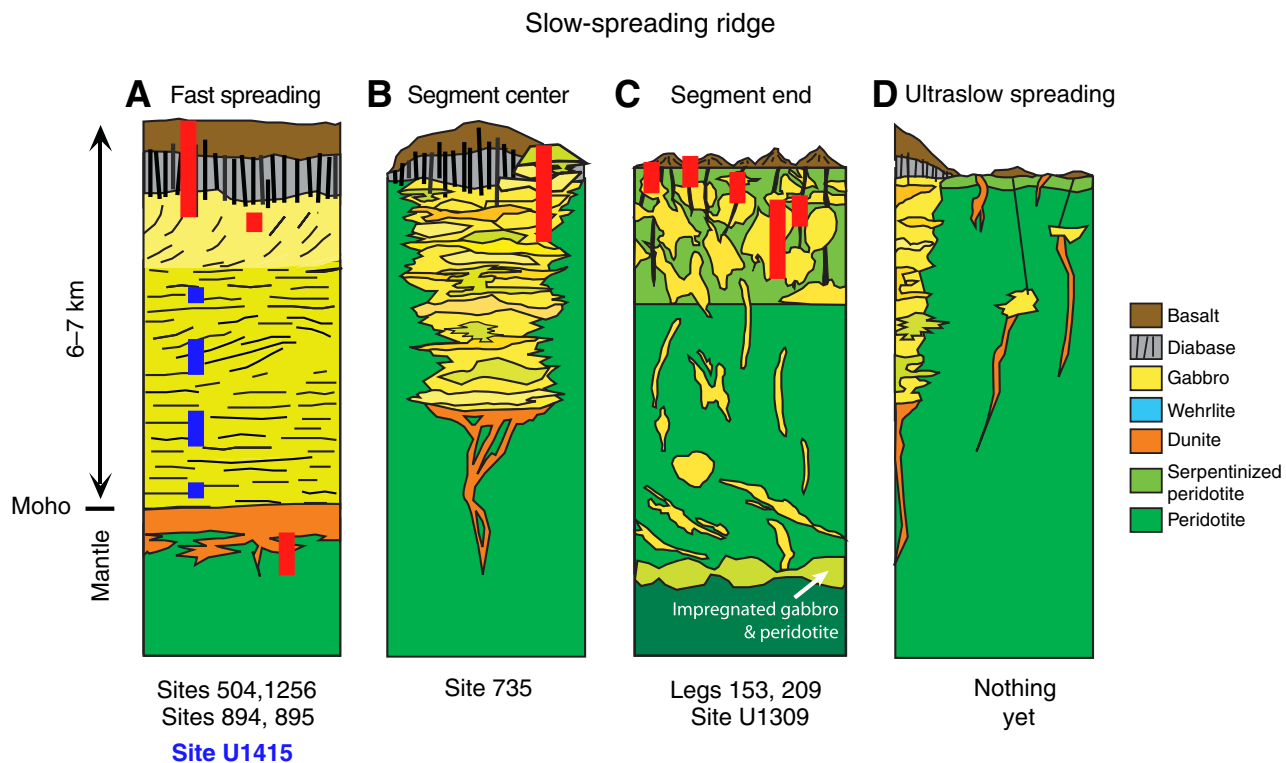 Slow-spreading ridge
A Fast spreading
B Segment center
C Segment end
D Ultraslow spreading
6–7 km
Moho
Mantle
Basalt
Diabase
Gabbro
Wehrlite
Dunite
Serpentinized
peridotite
Peridotite
Impregnated gabbro
& peridotite
Sites 504,1256
Sites 894, 895
Site U1415
Site 735
Legs 153, 209
Site U1309
Nothing
yet